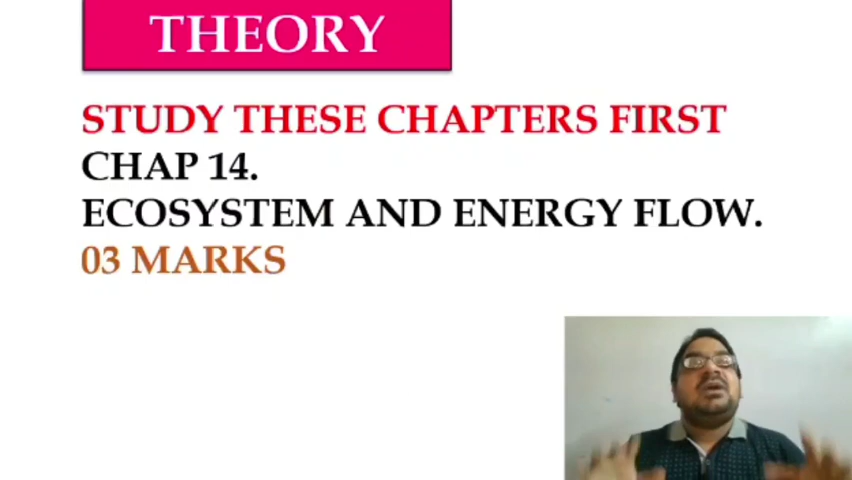 THEORY
STUDY THESE CHAPTERS FIRST
CHAP 14.
ECOSYSTEM AND ENERGY FLOW.
03 MARKS